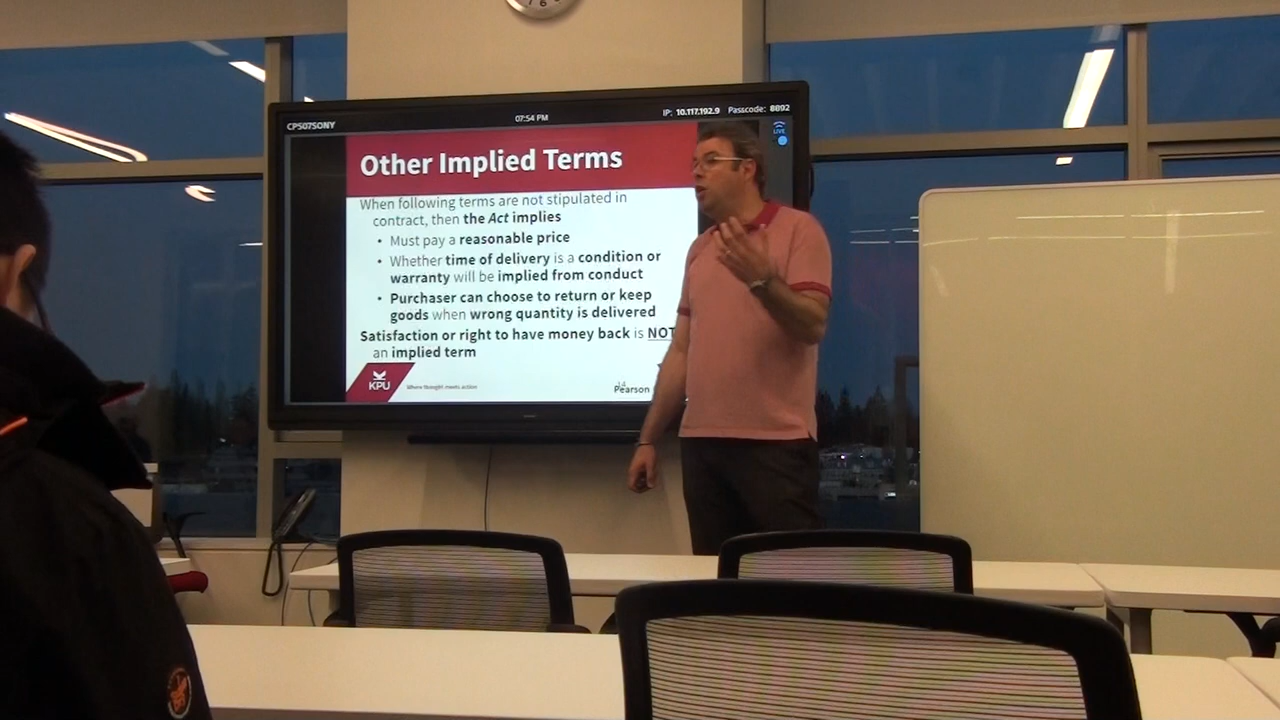 CP507SONY
07:54 PM
IP: 10.117.192.9 Passcode: 8892
LIVE
Other Implied Terms
When following terms are not stipulated in
contract, then the Act implies
• Must pay a reasonable price
• Whether time of delivery is a condition or
warranty will be implied from conduct
• Purchaser can choose to return or keep
goods when wrong quantity is delivered
Satisfaction or right to have money back is NOT
an implied term
KPU
Where thought meets action
14
Pearson